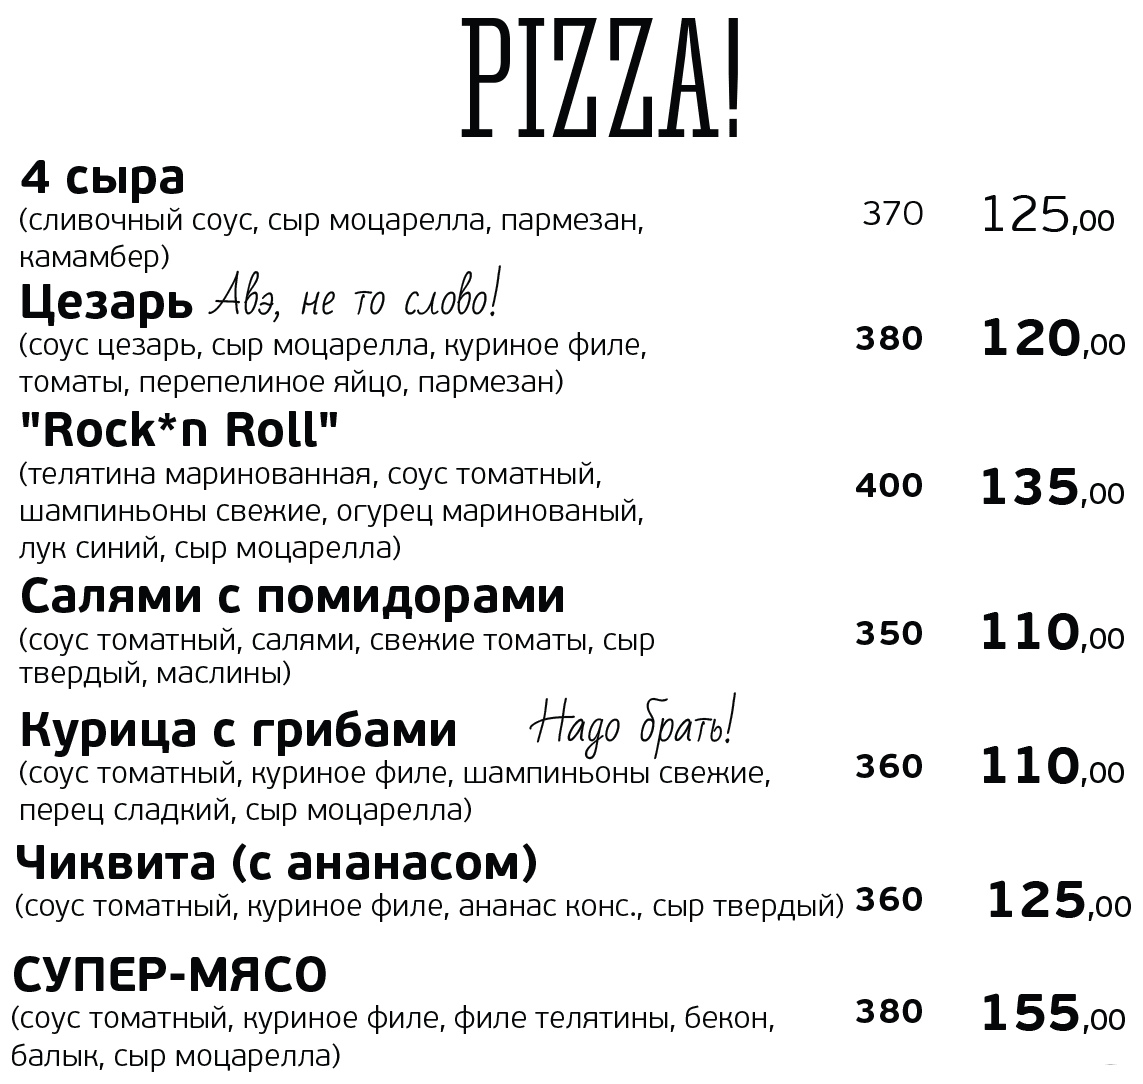 PIZZA!
4 сыра
(сливочный соус, сыр моцарелла, пармезан,
камамбер)
370 125,00
Цезарь Авэ, не то слово!
(соус цезарь, сыр моцарелла, куриное филе,
томаты, перепелиное яйцо, пармезан)
380 120,00
"Rock*n Roll"
(телятина маринованная, соус томатный,
шампиньоны свежие, огурец маринованый,
лук синий, сыр моцарелла)
400 135,00
Салями с помидорами
(соус томатный, салями, свежие томаты, сыр
твердый, маслины)
350 110,00
Курица с грибами Надо брать!
(соус томатный, куриное филе, шампиньоны свежие,
перец сладкий, сыр моцарелла)
360 110,00
Чиквита (с ананасом)
(соус томатный, куриное филе, ананас конс., сыр твердый) 360 125,00
СУПЕР-МЯСО
(соус томатный, куриное филе, филе телятины, бекон,
балык, сыр моцарелла)
380 155,00